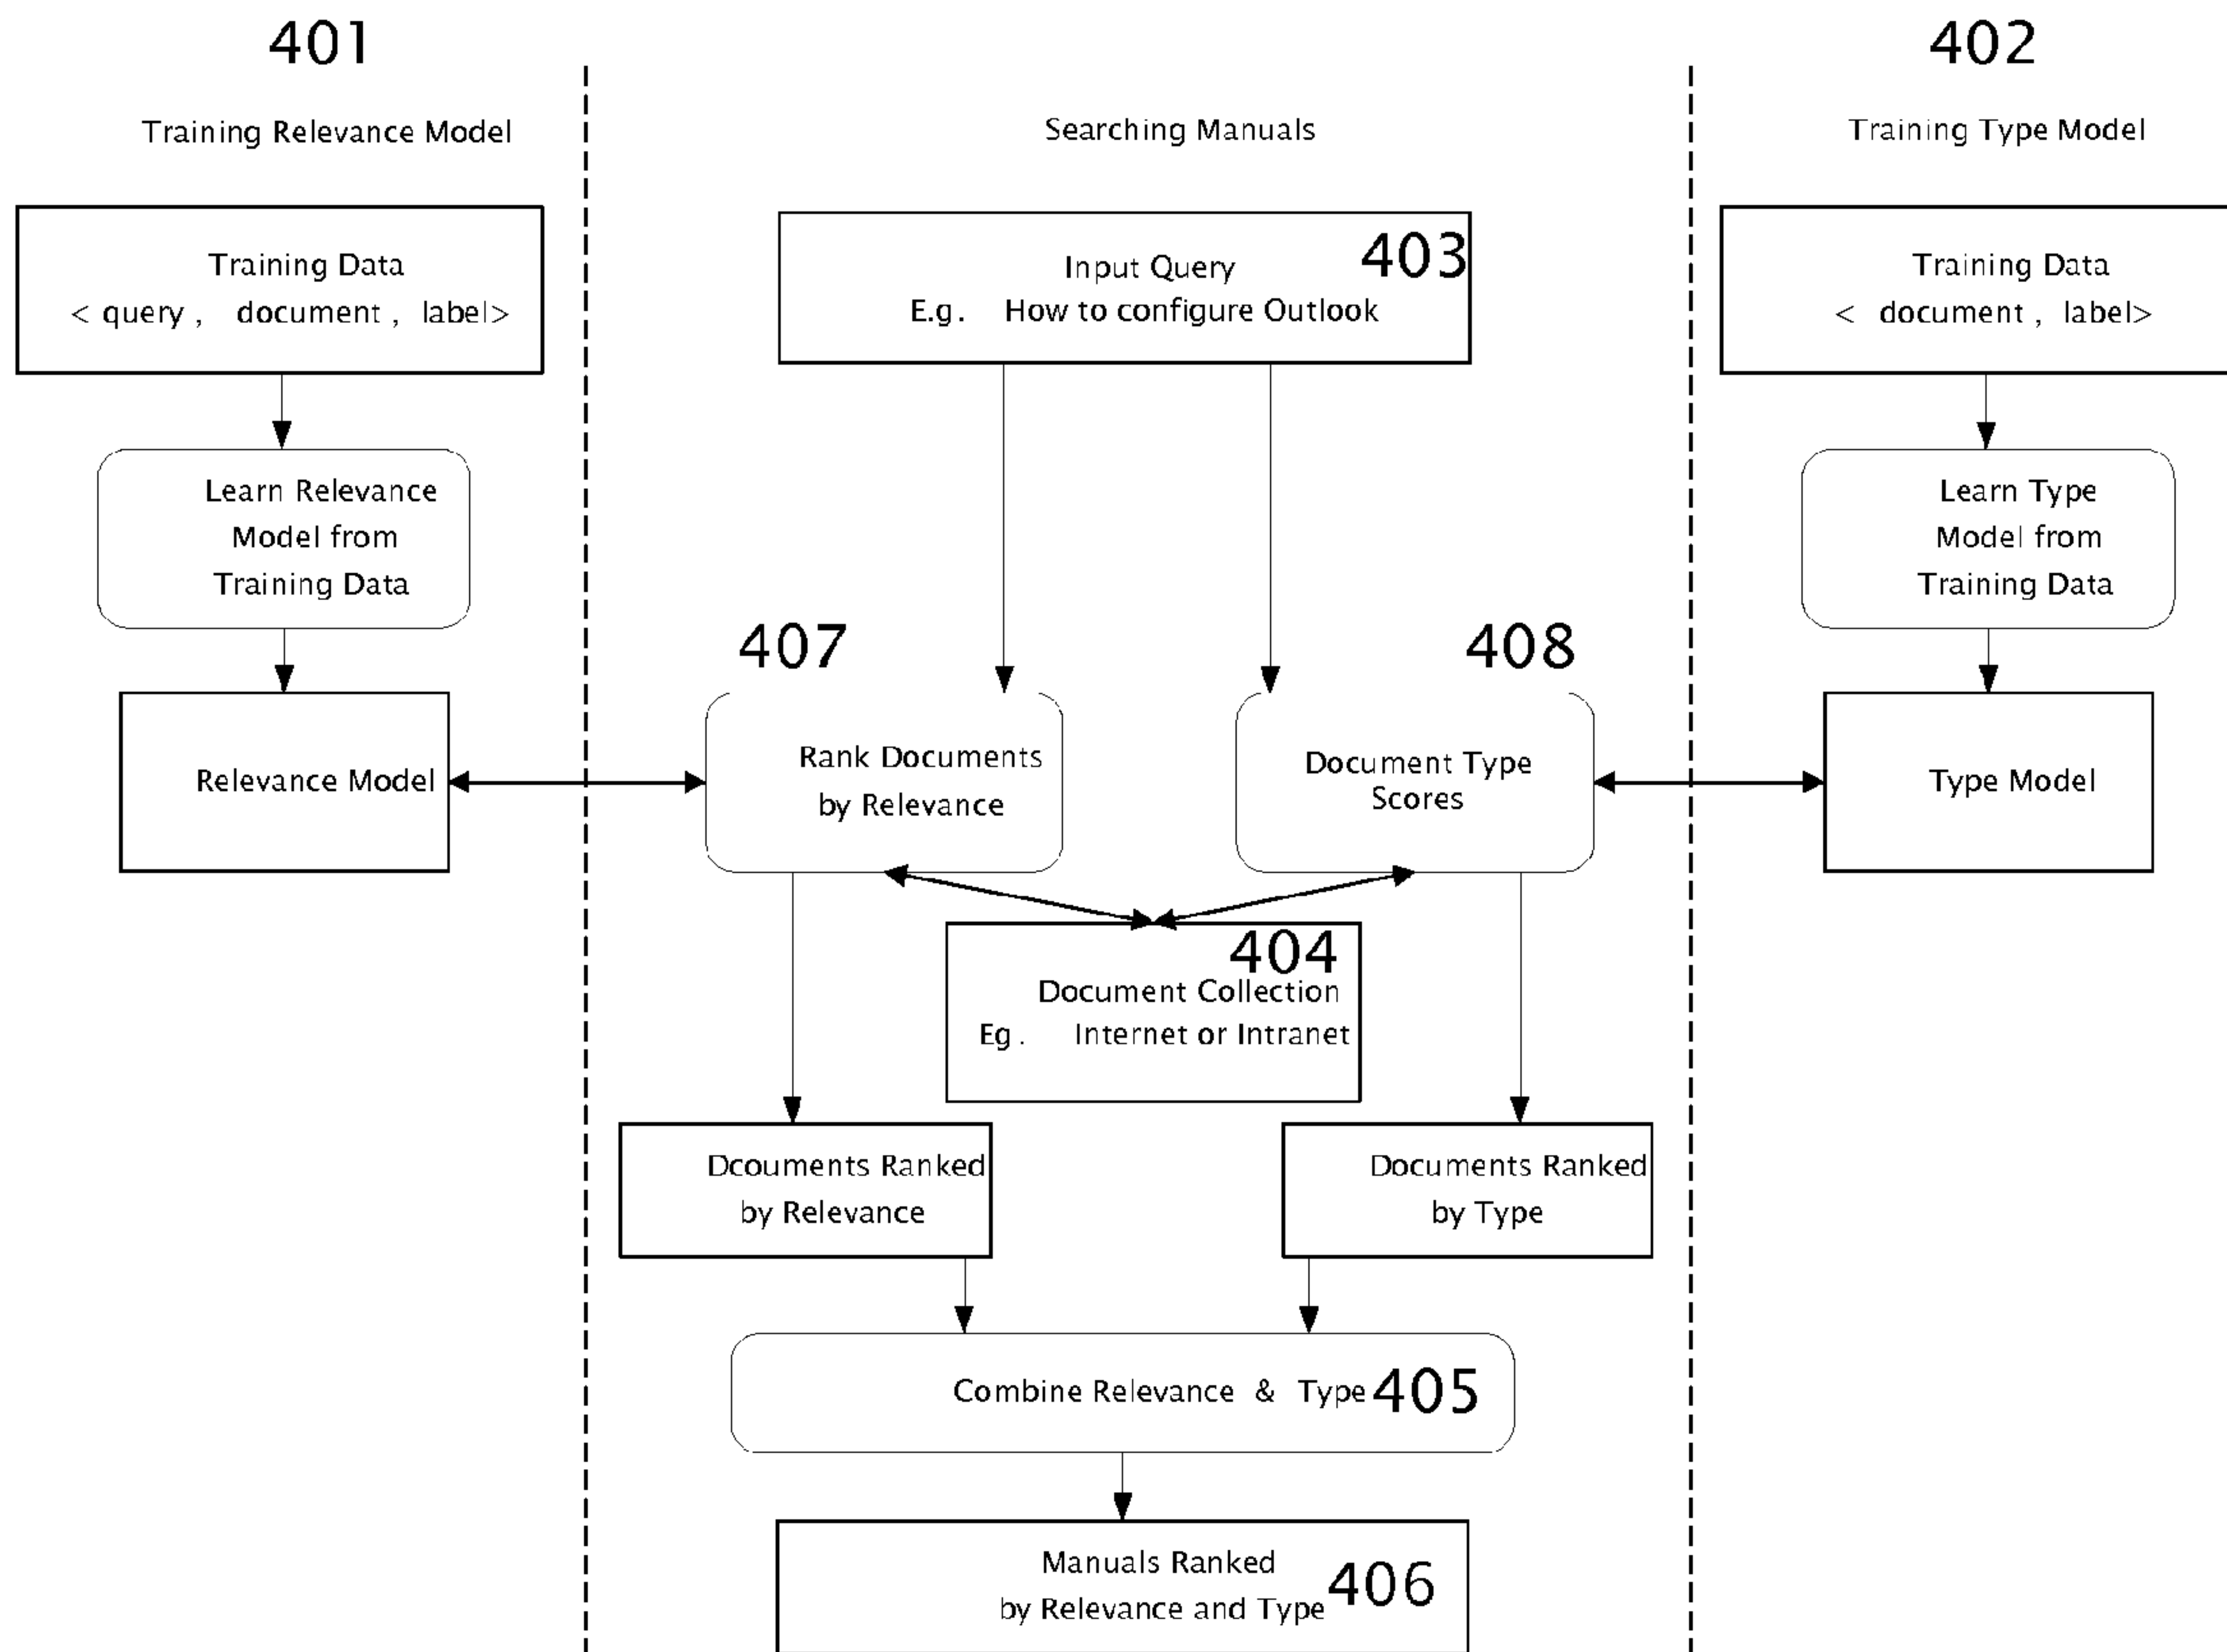 401
402
Training Relevance Model
Searching Manuals
Training Type Model
Training Data
< query , document , label>
Input Query
403
E.g. How to configure Outlook
Training Data
< document , label>
Learn Relevance
Model from
Training Data
Learn Type
Model from
Training Data
407
408
Relevance Model
Rank Documents
by Relevance
Document Type
Scores
Type Model
404
Document Collection
Eg. Internet or Intranet
Dcouments Ranked
by Relevance
Documents Ranked
by Type
Combine Relevance & Type
405
Manuals Ranked
by Relevance and Type
406